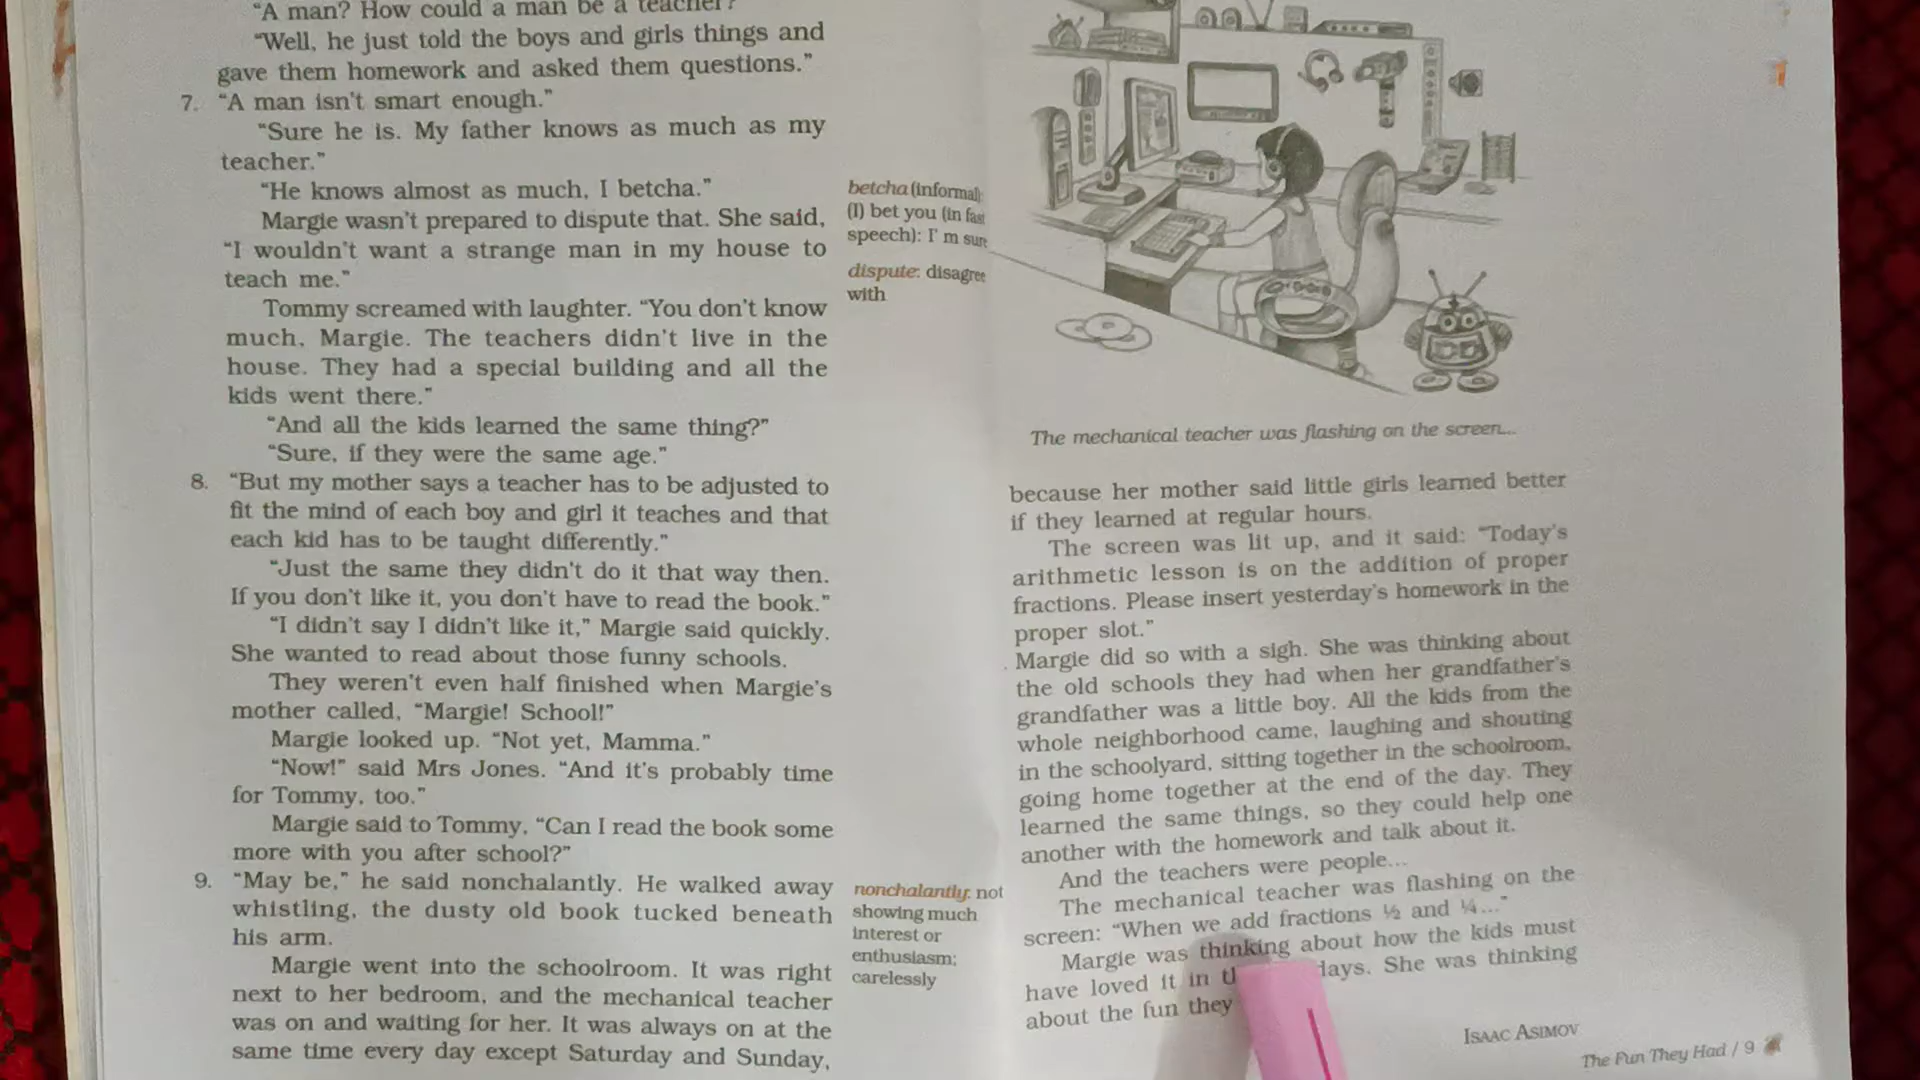 "A man? How could a man be a teacher?"
"Well, he just told the boys and girls things and
gave them homework and asked them questions."
7. "A man isn't smart enough."
"Sure he is. My father knows as much as my
teacher."
"He knows almost as much, I betcha."
Margie wasn't prepared to dispute that. She said,
"I wouldn't want a strange man in my house to
teach me."
Tommy screamed with laughter. "You don't know
much, Margie. The teachers didn't live in the
house. They had a special building and all the
kids went there."
"And all the kids learned the same thing?"
"Sure, if they were the same age."
8. "But my mother says a teacher has to be adjusted to
fit the mind of each boy and girl it teaches and that
each kid has to be taught differently."
"Just the same they didn't do it that way then.
If you don't like it, you don't have to read the book."
"I didn't say I didn't like it," Margie said quickly.
She wanted to read about those funny schools.
They weren't even half finished when Margie's
mother called, "Margie! School!"
Margie looked up. "Not yet, Mamma."
"Now!" said Mrs Jones. "And it's probably time
for Tommy, too."
Margie said to Tommy, "Can I read the book some
more with you after school?"
9. "May be," he said nonchalantly. He walked away
whistling, the dusty old book tucked beneath
his arm.
Margie went into the schoolroom. It was right
next to her bedroom, and the mechanical teacher
was on and waiting for her. It was always on at the
same time every day except Saturday and Sunday,
betcha (informal):
(I) bet you (in fast
speech): I'm sure
dispute: disagree
with
nonchalantly: not
showing much
interest or
enthusiasm;
carelessly
The mechanical teacher was flashing on the screen...
because her mother said little girls learned better
if they learned at regular hours.
The screen was lit up, and it said: "Today's
arithmetic lesson is on the addition of proper
fractions. Please insert yesterday's homework in the
proper slot."
Margie did so with a sigh. She was thinking about
the old schools they had when her grandfather's
grandfather was a little boy. All the kids from the
whole neighborhood came, laughing and shouting
in the schoolyard, sitting together in the schoolroom,
going home together at the end of the day. They
learned the same things, so they could help one
another with the homework and talk about it.
And the teachers were people...
The mechanical teacher was flashing on the
screen: "When we add fractions ½ and ¼..."
Margie was thinking about how the kids must
have loved it in days. She was thinking
about the fun they
ISAAC ASIMOV
The Fun They Had / 9